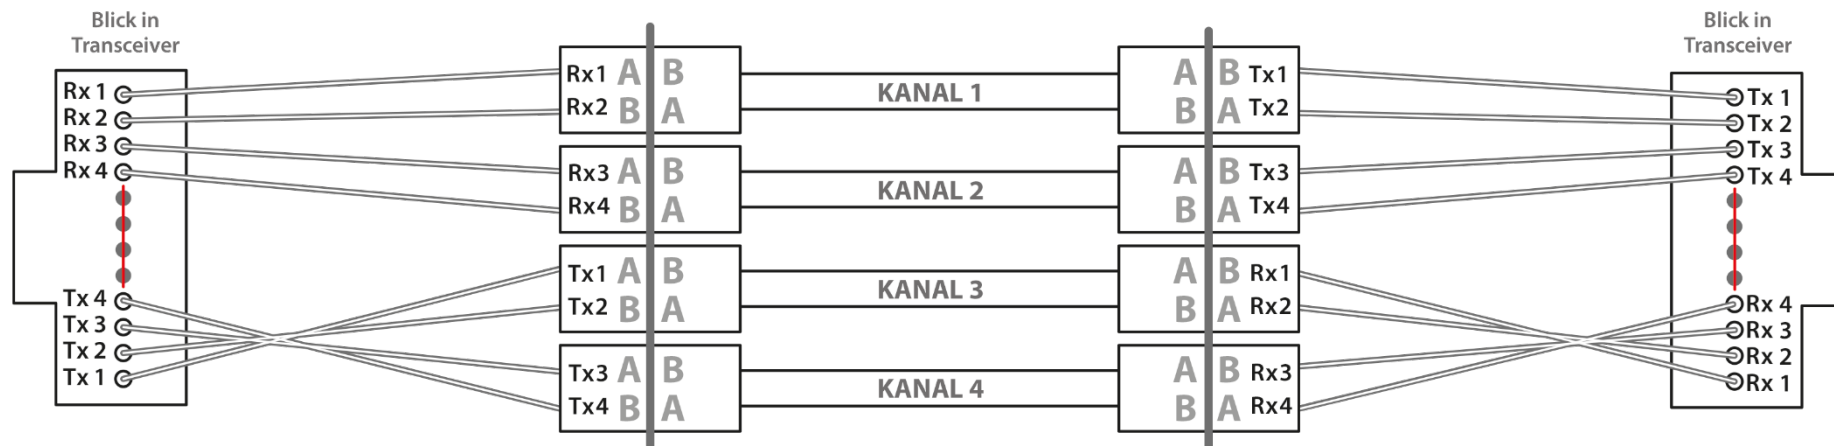 Blick in
Transceiver
Rx 1
Rx 2
Rx 3
Rx 4
Tx 4
Tx 3
Tx 2
Tx 1
Rx1 A B
Rx2 B A
KANAL 1
A B Tx1
B A Tx2
Rx3 A B
Rx4 B A
KANAL 2
A B Tx3
B A Tx4
Tx1 A B
Tx2 B A
KANAL 3
A B Rx1
B A Rx2
Tx3 A B
Tx4 B A
KANAL 4
A B Rx3
B A Rx4
Blick in
Transceiver
Tx 1
Tx 2
Tx 3
Tx 4
Rx 4
Rx 3
Rx 2
Rx 1